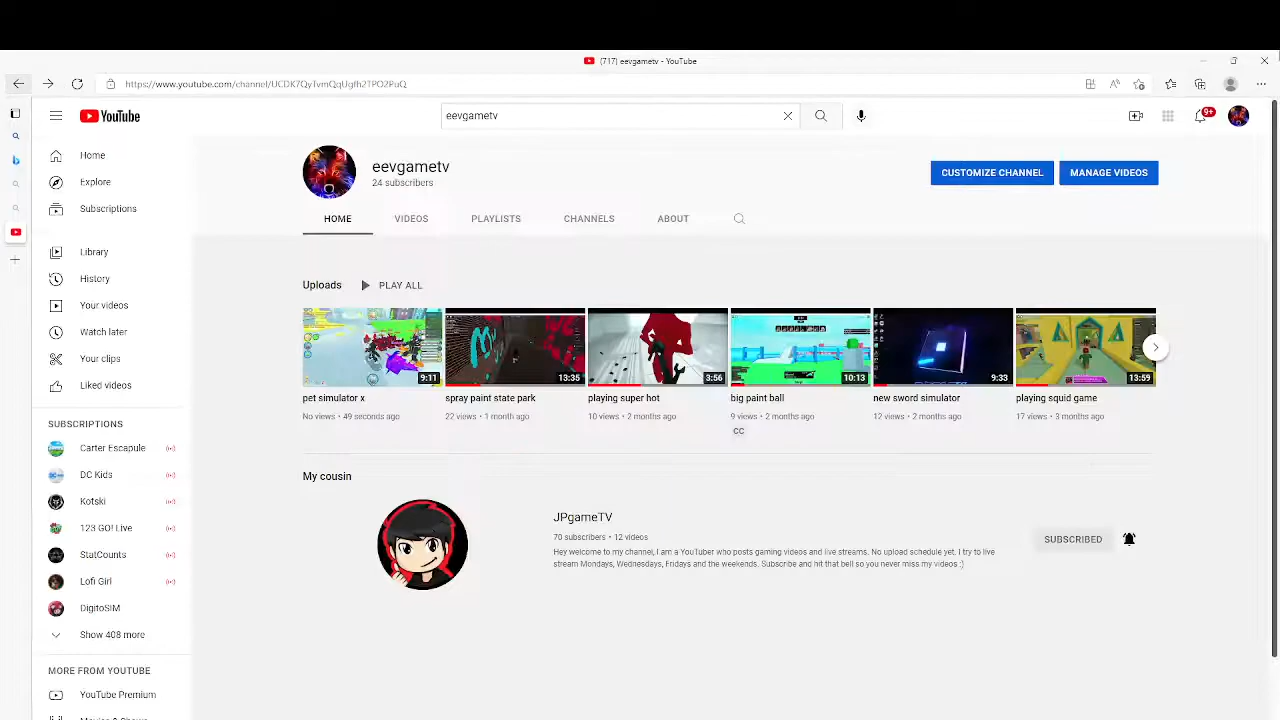 (717) eevgametv - YouTube
https://www.youtube.com/channel/UCDK7QyTvmQqUgfh2TPO2PuQ
YouTube
eevgametv
9+
Home
Explore
Subscriptions
Library
History
Your videos
Watch later
Your clips
Liked videos
SUBSCRIPTIONS
Carter Escapule
DC Kids
Kotski
123 GO! Live
StatCounts
Lofi Girl
DigitoSIM
Show 408 more
MORE FROM YOUTUBE
YouTube Premium
eevgametv
24 subscribers
CUSTOMIZE CHANNEL
MANAGE VIDEOS
HOME VIDEOS PLAYLISTS CHANNELS ABOUT
Uploads PLAY ALL
9:11 13:35 3:56 10:13 9:33 13:59
pet simulator x spray paint state park playing super hot big paint ball new sword simulator playing squid game
No views • 49 seconds ago 22 views • 1 month ago 10 views • 2 months ago 9 views • 2 months ago 12 views • 2 months ago 17 views • 3 months ago
CC
My cousin
JPgameTV
70 subscribers • 12 videos
Hey welcome to my channel, I am a YouTuber who posts gaming videos and live streams. No upload schedule yet. I try to live
stream Mondays, Wednesdays, Fridays and the weekends. Subscribe and hit that bell so you never miss my videos :)
SUBSCRIBED